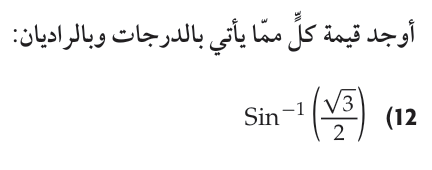 أوجد قيمة كلٍّ ممّا يأتي بالدرجات وبالراديان:
12) Sin⁻¹ (√3/2)